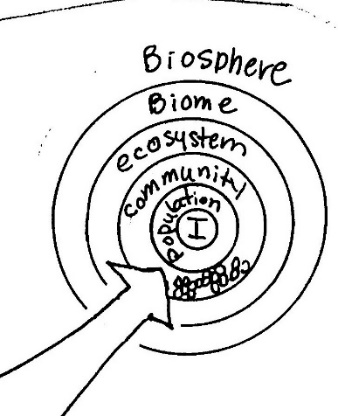 Biosphere
Biome
ecosystem
community
population
I